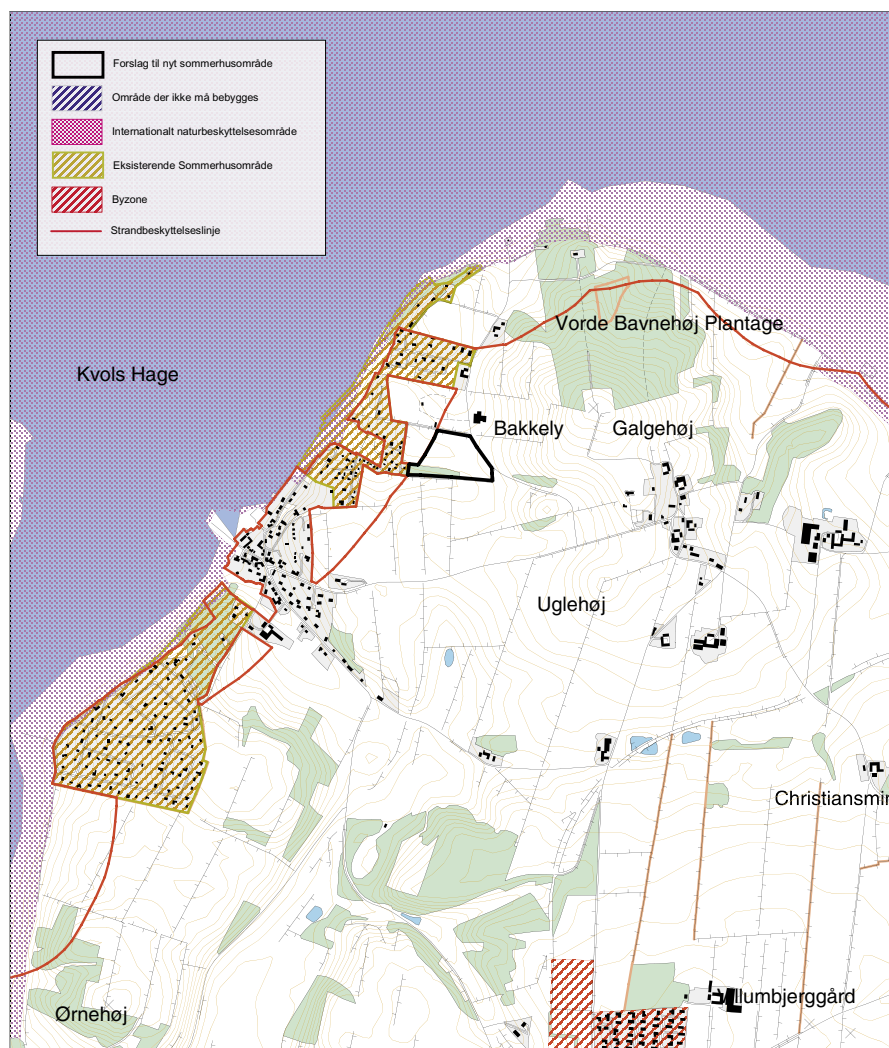 Forslag til nyt sommerhusområde
Område der ikke må bebygges
Internationalt naturbeskyttelsesområde
Eksisterende Sommerhusområde
Byzone
Strandbeskyttelseslinje
Vorde Bavnehøj Plantage
Kvols Hage
Bakkely
Galgehøj
Uglehøj
Christiansmin
Ørnehøj